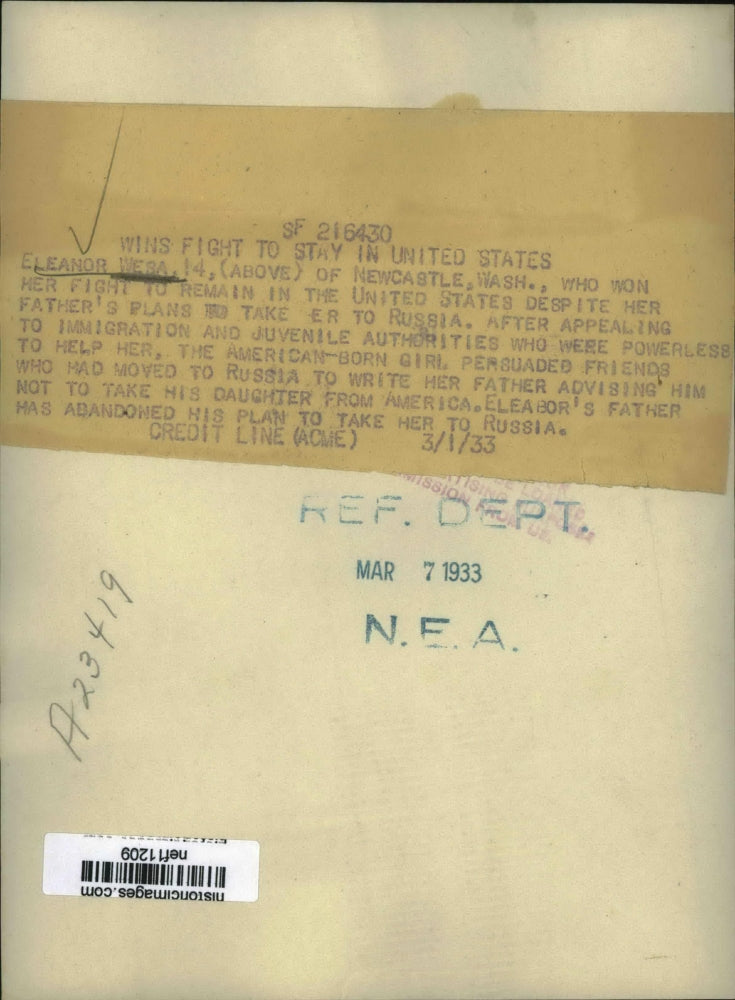 SF 216430
WINS FIGHT TO STAY IN UNITED STATES
ELEANOR WESA, 14, (ABOVE) OF NEWCASTLE, WASH., WHO WON
HER FIGHT TO REMAIN IN THE UNITED STATES DESPITE HER
FATHER'S PLANS TO TAKE ER TO RUSSIA. AFTER APPEALING
TO IMMIGRATION AND JUVENILE AUTHORITIES WHO WERE POWERLESS
TO HELP HER, THE AMERICAN-BORN GIRL PERSUADED FRIENDS
WHO HAD MOVED TO RUSSIA TO WRITE HER FATHER ADVISING HIM
NOT TO TAKE HIS DAUGHTER FROM AMERICA. ELEABOR'S FATHER
HAS ABANDONED HIS PLAN TO TAKE HER TO RUSSIA.
CREDIT LINE (ACME) 3/1/33
REF. DEPT.
MAR 7 1933
N.E.A.
A23419
nef11209
historicimages.com